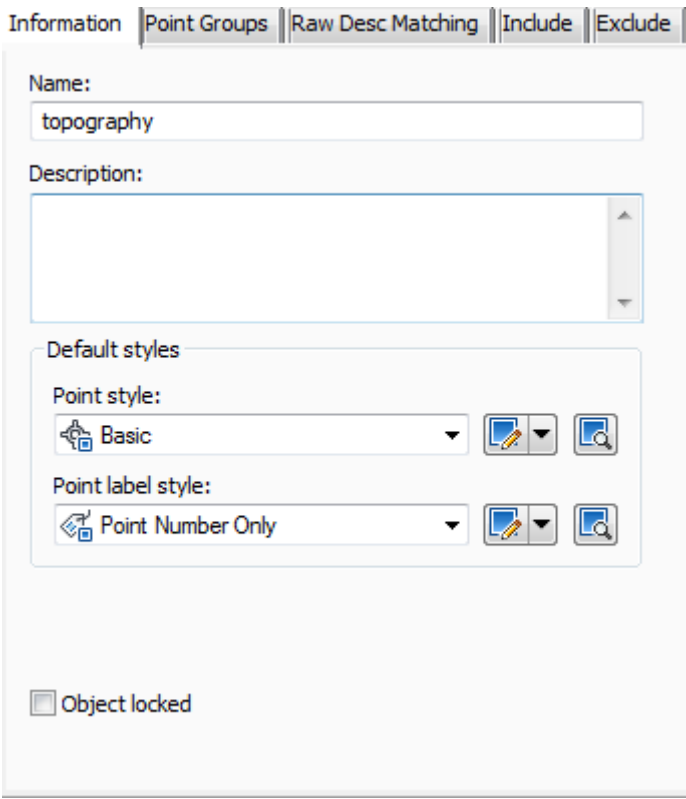 Information Point Groups Raw Desc Matching Include Exclude
Name:
topography
Description:
Default styles
Point style:
Basic
Point label style:
Point Number Only
Object locked